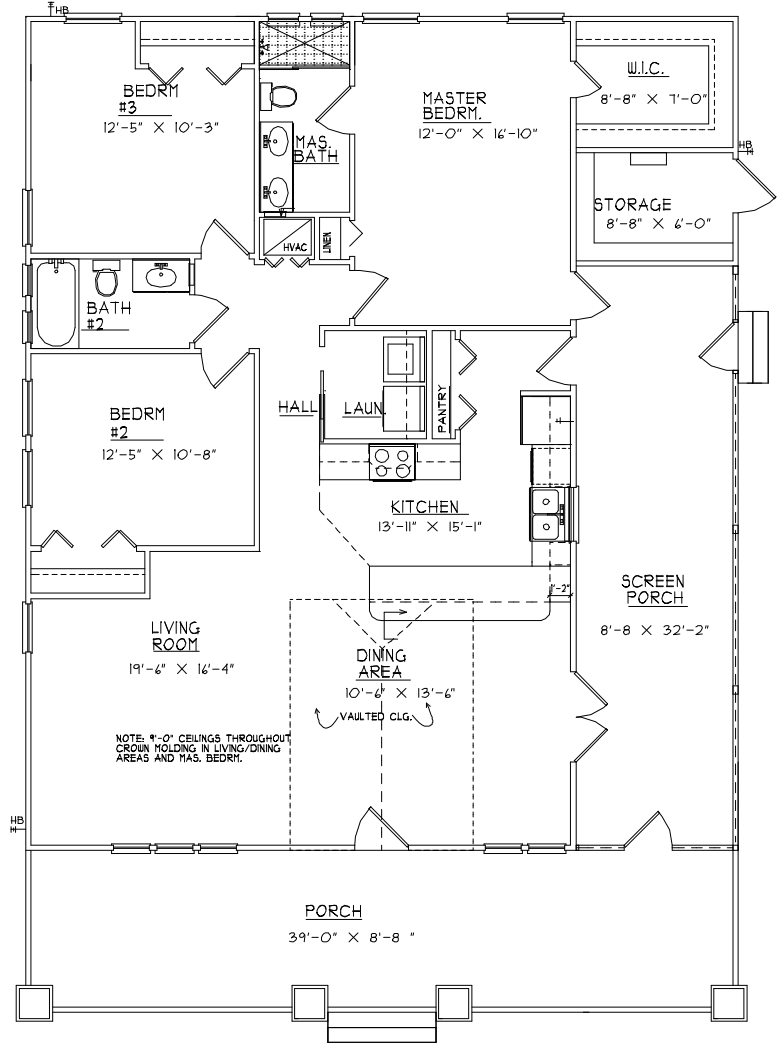 HB
BEDRM
#3
12'-5" X 10'-3"
MAS.
BATH
MASTER
BEDRM.
12'-0" X 16'-10"
W.I.C.
8'-8" X 7'-0"
HB
STORAGE
8'-8" X 6'-0"
HVAC
LINEN
BATH
#2
BEDRM
#2
12'-5" X 10'-8"
HALL
LAUN.
PANTRY
KITCHEN
13'-11" X 15'-1"
1'-2"
SCREEN
PORCH
8'-8 X 32'-2"
LIVING
ROOM
19'-6" X 16'-4"
DINING
AREA
10'-6" X 13'-6"
VAULTED CLG.
NOTE: 9'-0" CEILINGS THROUGHOUT
CROWN MOLDING IN LIVING/DINING
AREAS AND MAS. BEDRM.
HB
PORCH
39'-0" X 8'-8 "